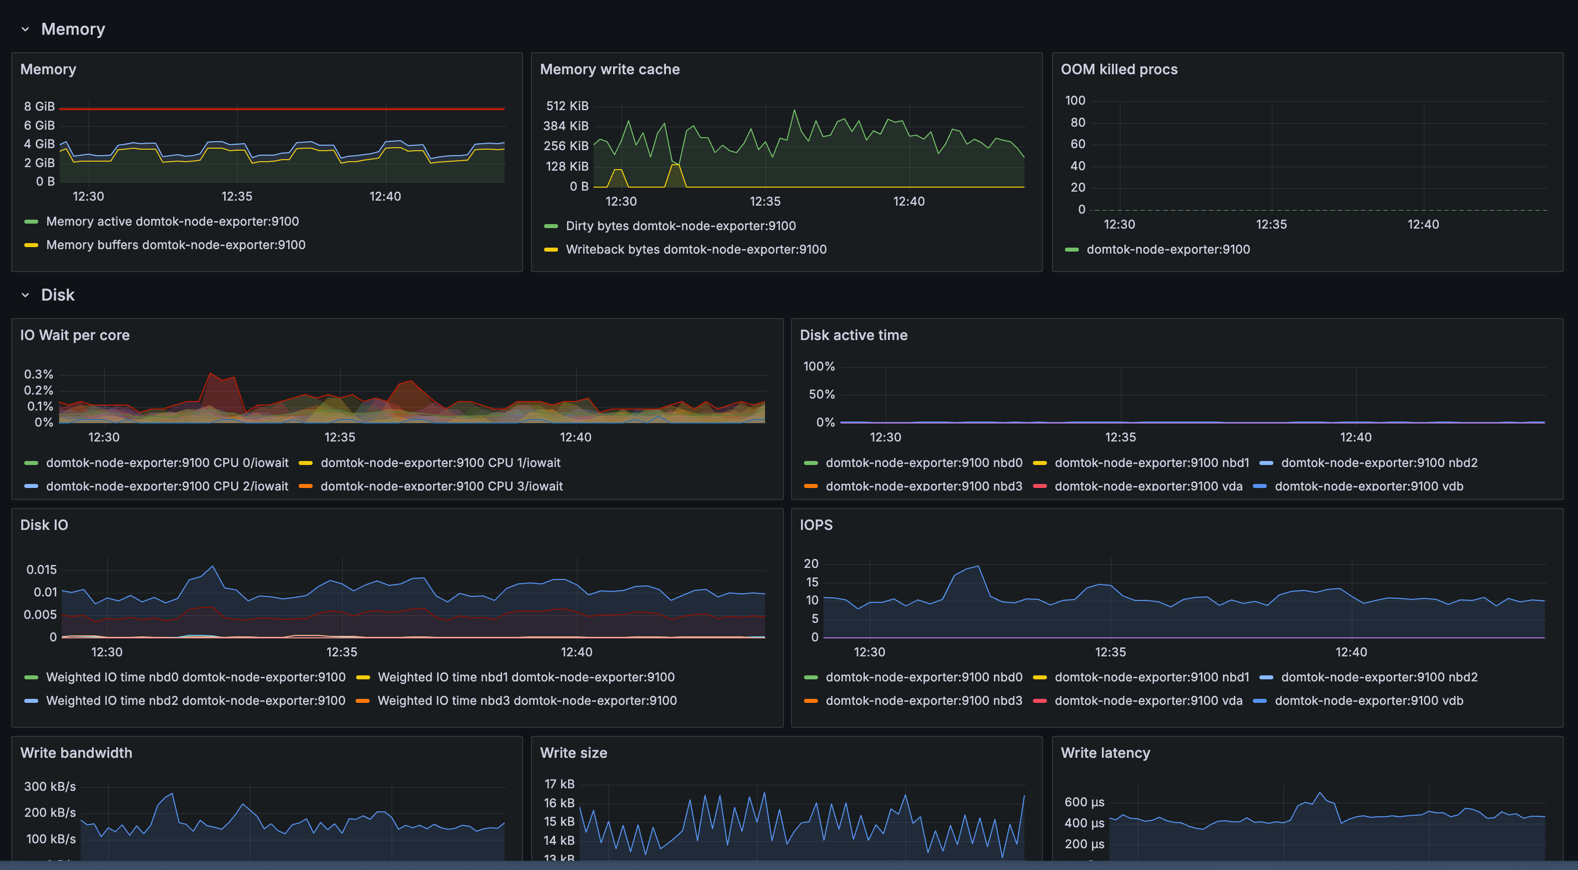 Memory
Memory
8 GiB
6 GiB
4 GiB
2 GiB
0 B
12:30 12:35 12:40
Memory active domtok-node-exporter:9100
Memory buffers domtok-node-exporter:9100
Memory write cache
512 KiB
384 KiB
256 KiB
128 KiB
0 B
12:30 12:35 12:40
Dirty bytes domtok-node-exporter:9100
Writeback bytes domtok-node-exporter:9100
OOM killed procs
100
80
60
40
20
0
12:30 12:35 12:40
domtok-node-exporter:9100
Disk
IO Wait per core
0.3%
0.2%
0.1%
0%
12:30 12:35 12:40
domtok-node-exporter:9100 CPU 0/iowait domtok-node-exporter:9100 CPU 1/iowait
domtok-node-exporter:9100 CPU 2/iowait domtok-node-exporter:9100 CPU 3/iowait
Disk active time
100%
50%
0%
12:30 12:35 12:40
domtok-node-exporter:9100 nbd0 domtok-node-exporter:9100 nbd1 domtok-node-exporter:9100 nbd2
domtok-node-exporter:9100 nbd3 domtok-node-exporter:9100 vda domtok-node-exporter:9100 vdb
Disk IO
0.015
0.01
0.005
0
12:30 12:35 12:40
Weighted IO time nbd0 domtok-node-exporter:9100 Weighted IO time nbd1 domtok-node-exporter:9100
Weighted IO time nbd2 domtok-node-exporter:9100 Weighted IO time nbd3 domtok-node-exporter:9100
IOPS
20
15
10
5
0
12:30 12:35 12:40
domtok-node-exporter:9100 nbd0 domtok-node-exporter:9100 nbd1 domtok-node-exporter:9100 nbd2
domtok-node-exporter:9100 nbd3 domtok-node-exporter:9100 vda domtok-node-exporter:9100 vdb
Write bandwidth
300 kB/s
200 kB/s
100 kB/s
Write size
17 kB
16 kB
15 kB
14 kB
13 kB
Write latency
600 µs
400 µs
200 µs